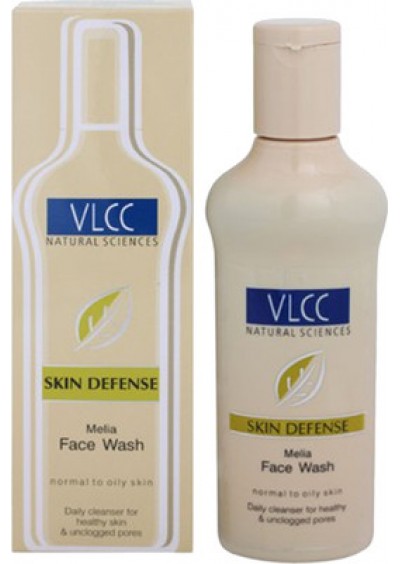 VLCC
NATURAL SCIENCES
SKIN DEFENSE
Melia
Face Wash
normal to oily skin
Daily cleanser for
healthy skin
& unclogged pores
VLCC
NATURAL SCIENCES
SKIN DEFENSE
Melia
Face Wash
normal to oily skin
Daily cleanser for
healthy skin
& unclogged pores